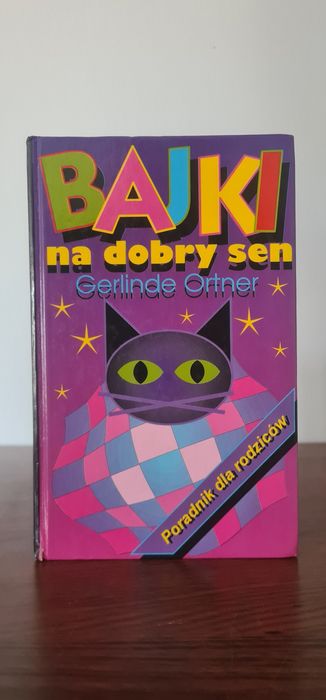 BAJKI
na dobry sen
Gerlinde Ortner
Poradnik dla rodziców